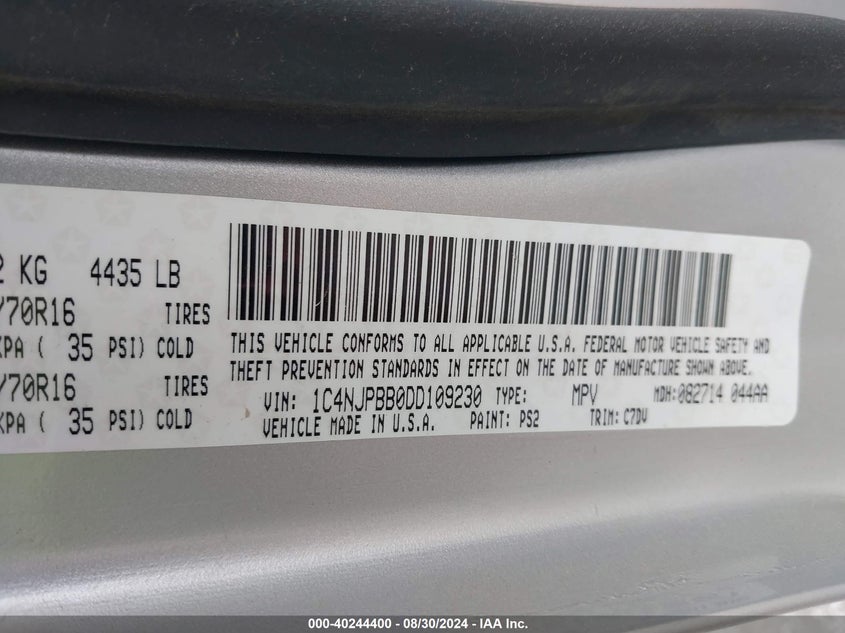 2 KG 4435 LB
/70R16 TIRES
KPA ( 35 PSI) COLD
/70R16 TIRES
KPA ( 35 PSI) COLD
THIS VEHICLE CONFORMS TO ALL APPLICABLE U.S.A. FEDERAL MOTOR VEHICLE SAFETY AND
THEFT PREVENTION STANDARDS IN EFFECT ON THE DATE OF MANUFACTURE SHOWN ABOVE.
VIN: 1C4NJPBB0DD109230 TYPE: MPV MDH: 082714 044AA
VEHICLE MADE IN U.S.A. PAINT: PS2 TRIM: C7DV
000-40244400 - 08/30/2024 - IAA Inc.